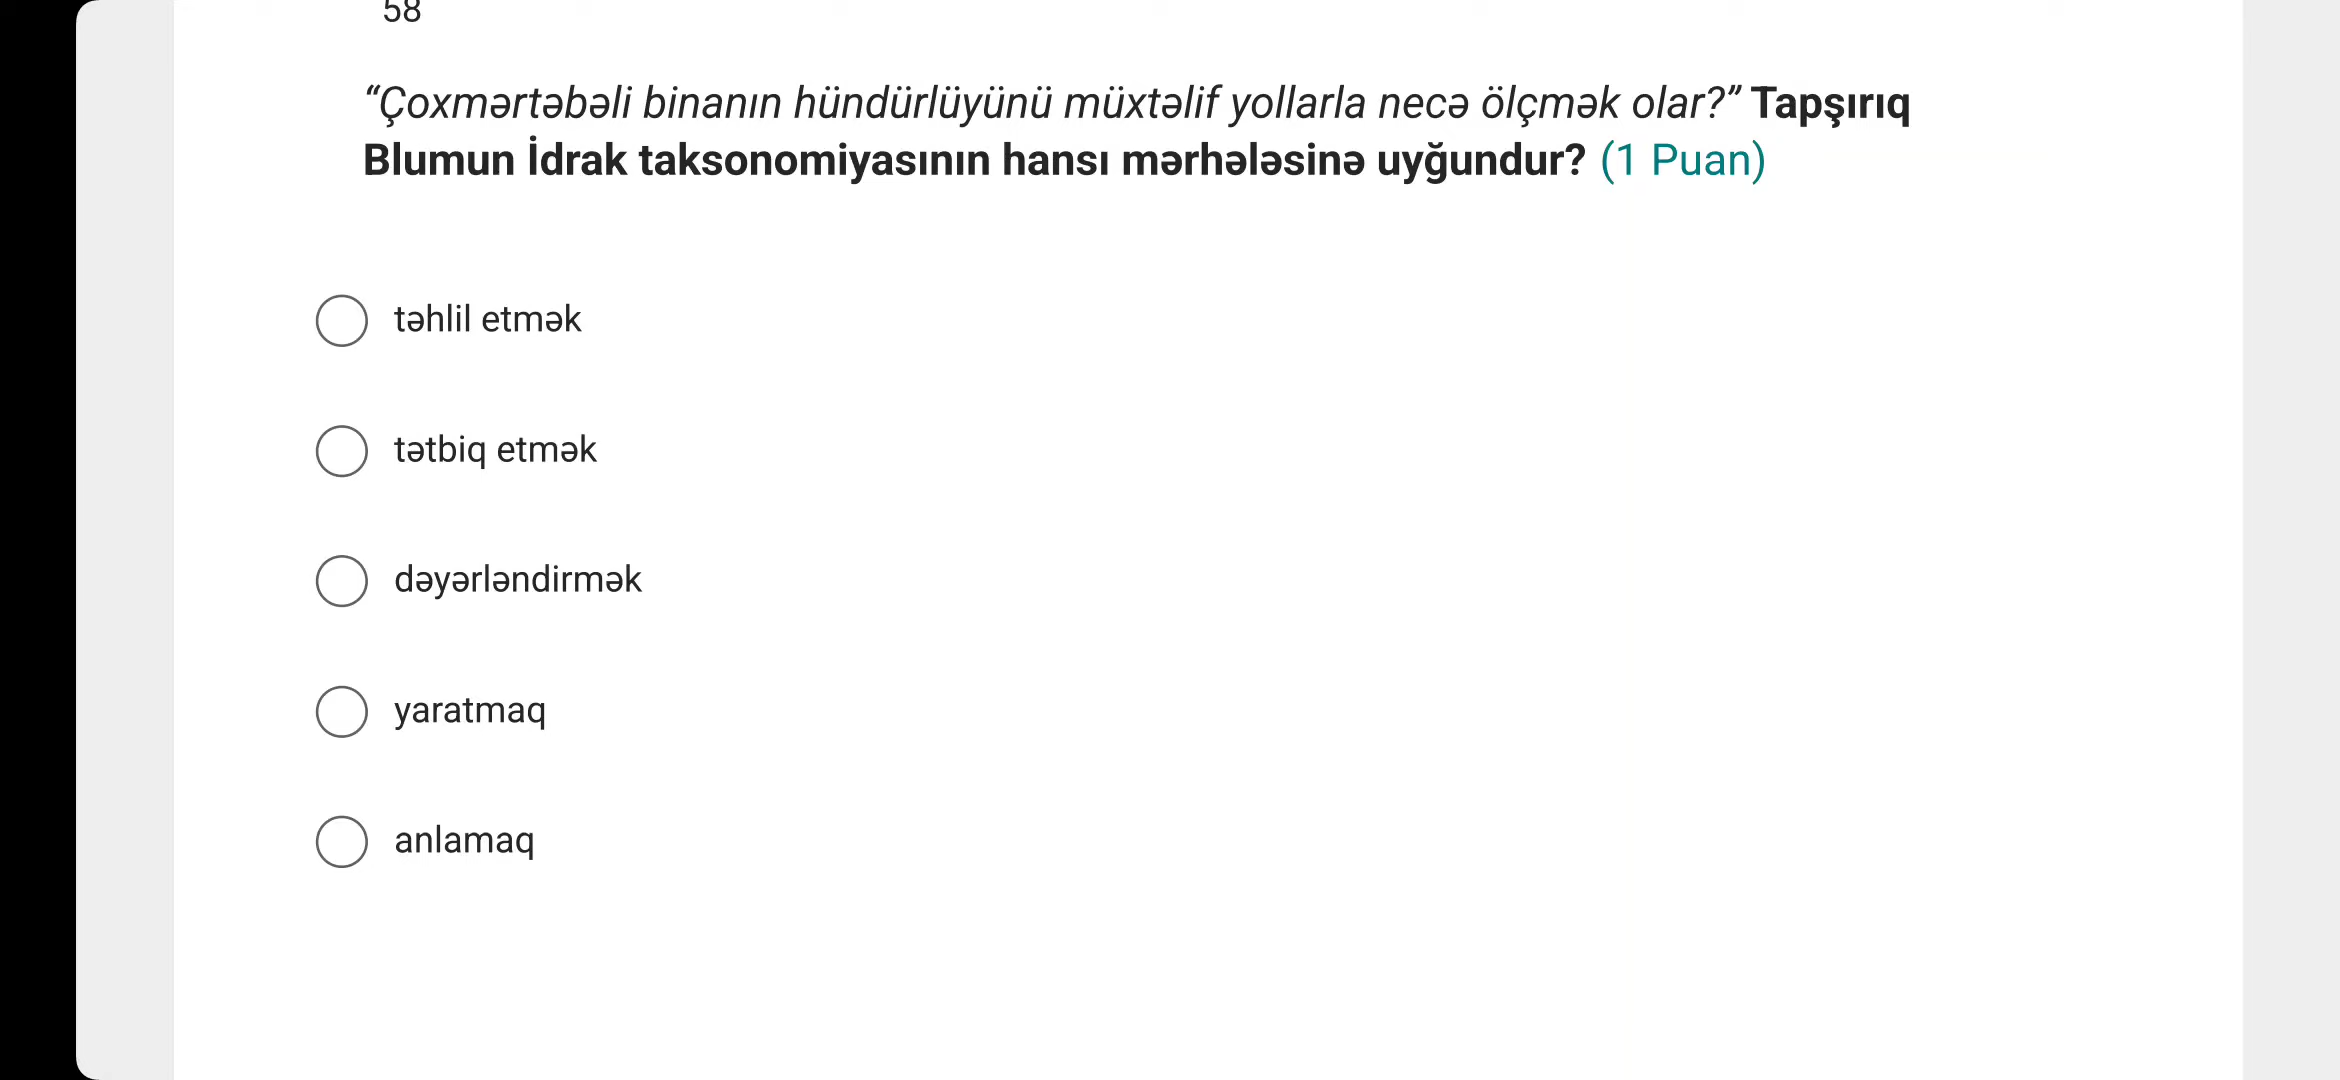 58
“Çoxmərtəbəli binanın hündürlüyünü müxtəlif yollarla necə ölçmək olar?” Tapşırıq
Blumun İdrak taksonomiyasının hansı mərhələsinə uyğundur? (1 Puan)
təhlil etmək
tətbiq etmək
dəyərləndirmək
yaratmaq
anlamaq